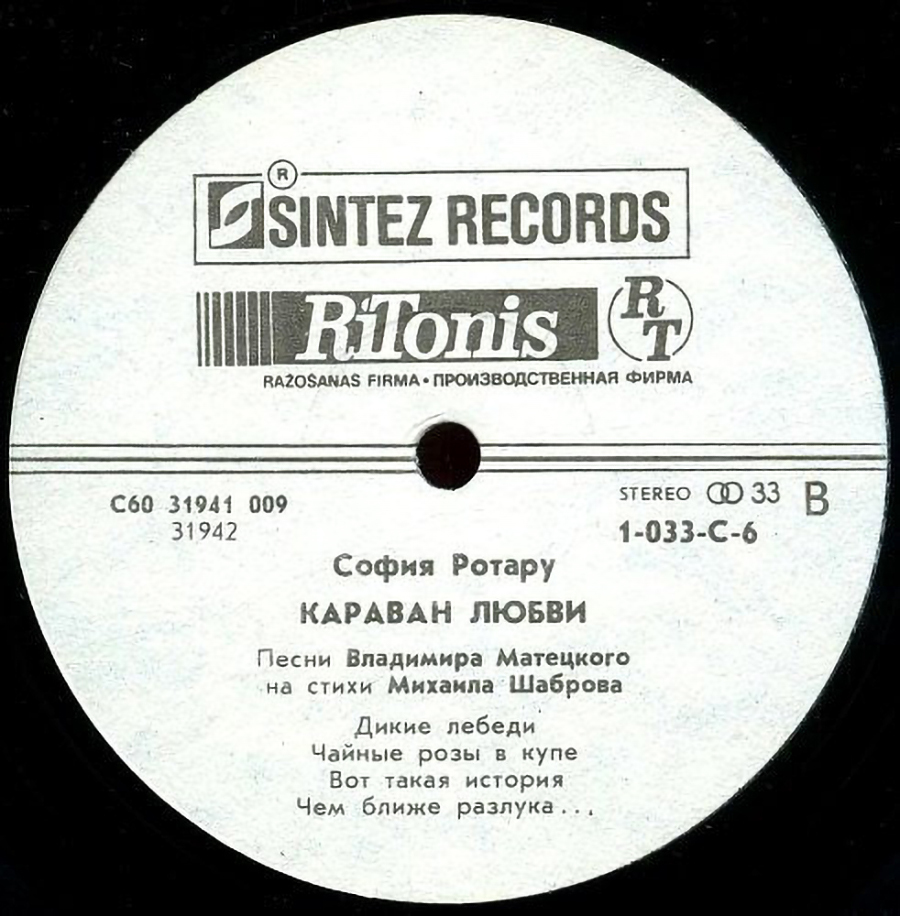 ®
SINTEZ RECORDS
RiTonis
RT
RAŽOŠANAS FIRMA • ПРОИЗВОДСТВЕННАЯ ФИРМА
С60 31941 009
31942
STEREO 33 B
1-033-С-6
София Ротару
КАРАВАН ЛЮБВИ
Песни Владимира Матецкого
на стихи Михаила Шаброва
Дикие лебеди
Чайные розы в купе
Вот такая история
Чем ближе разлука...